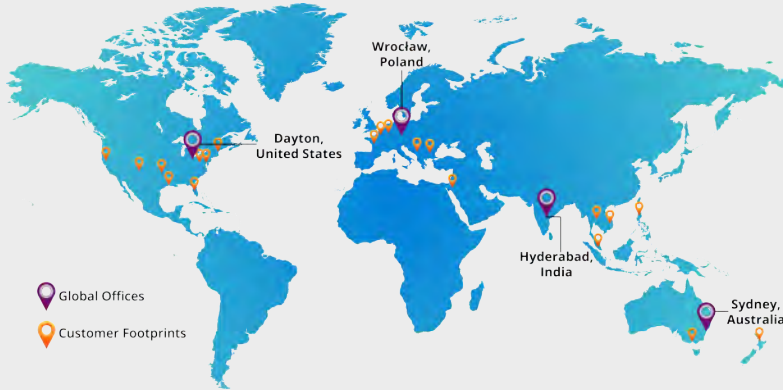 Wrocław,
Poland
Dayton,
United States
Hyderabad,
India
Global Offices
Sydney,
Australia
Customer Footprints